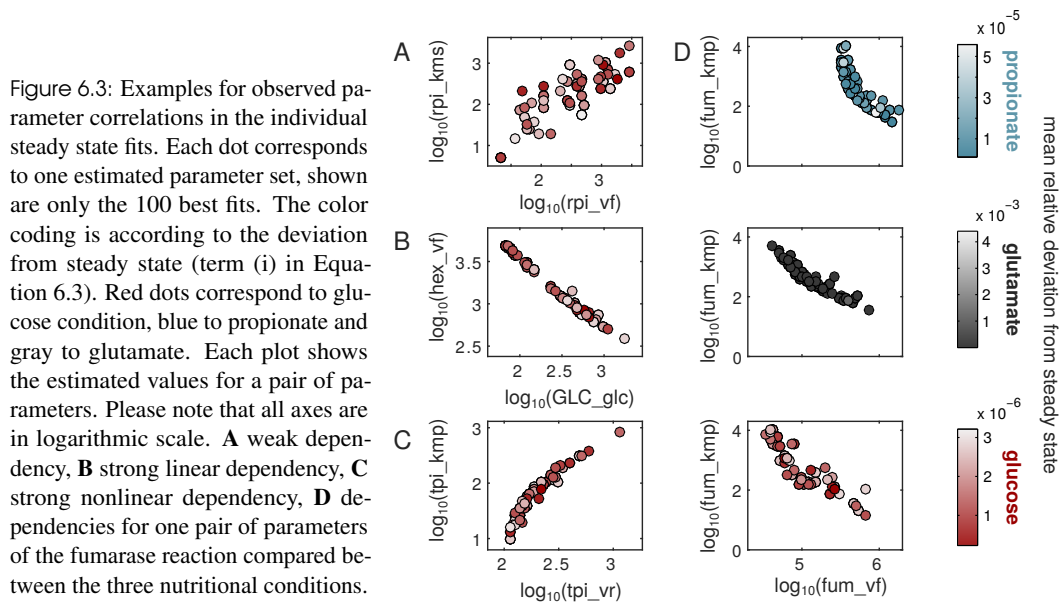 Figure 6.3: Examples for observed pa-
rameter correlations in the individual
steady state fits. Each dot corresponds
to one estimated parameter set, shown
are only the 100 best fits. The color
coding is according to the deviation
from steady state (term (i) in Equa-
tion 6.3). Red dots correspond to glu-
cose condition, blue to propionate and
gray to glutamate. Each plot shows
the estimated values for a pair of pa-
rameters. Please note that all axes are
in logarithmic scale. A weak depen-
dency, B strong linear dependency, C
strong nonlinear dependency, D de-
pendencies for one pair of parameters
of the fumarase reaction compared be-
tween the three nutritional conditions.
A
log₁₀(rpi_kms)
3
2
1
2
3
log₁₀(rpi_vf)
B
log₁₀(hex_vf)
3.5
3
2.5
2
2.5
3
log₁₀(GLC_glc)
C
log₁₀(tpi_kmp)
3
2
1
2
2.5
3
log₁₀(tpi_vr)
D
log₁₀(fum_kmp)
4
2
0
log₁₀(fum_kmp)
4
2
0
log₁₀(fum_kmp)
4
2
0
5
6
log₁₀(fum_vf)
x 10⁻⁵
5
3
1
propionate
x 10⁻³
4
3
2
1
glutamate
x 10⁻⁶
3
2
1
glucose
mean relative deviation from steady state